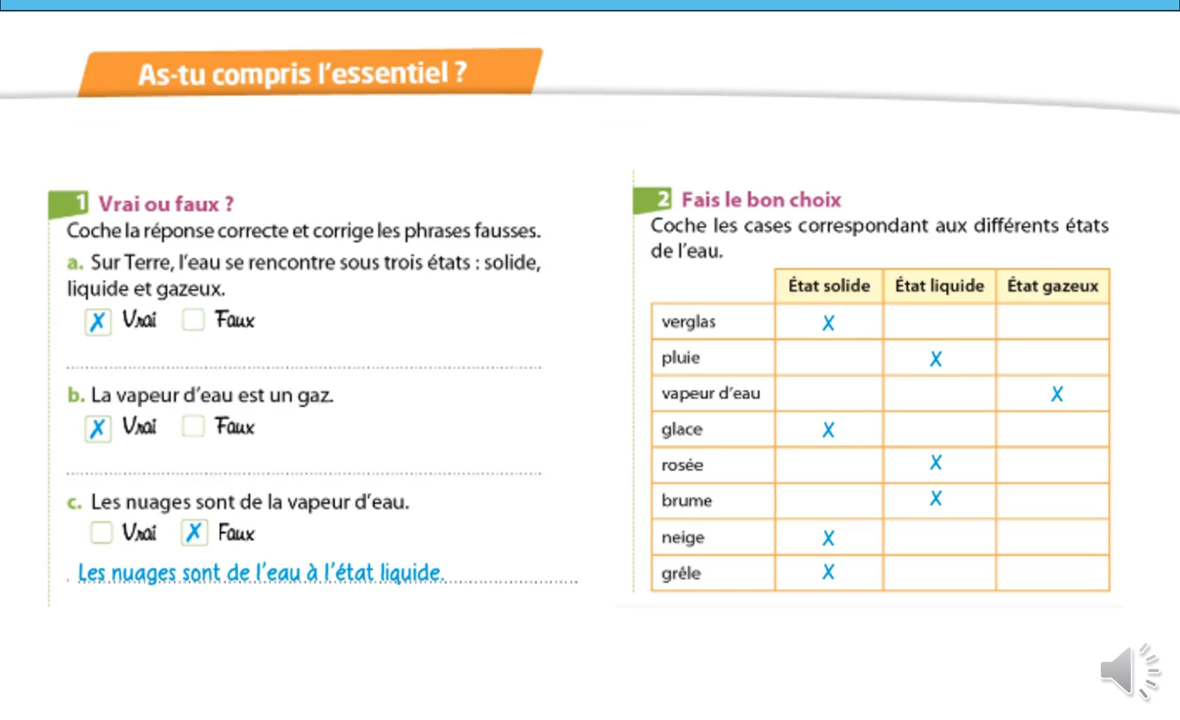 As-tu compris l'essentiel ?
1 Vrai ou faux ?
Coche la réponse correcte et corrige les phrases fausses.
a. Sur Terre, l'eau se rencontre sous trois états : solide,
liquide et gazeux.
X Vrai Faux
b. La vapeur d'eau est un gaz.
X Vrai Faux
c. Les nuages sont de la vapeur d'eau.
Vrai X Faux
Les nuages sont de l'eau à l'état liquide.
2 Fais le bon choix
Coche les cases correspondant aux différents états
de l'eau.
État solide État liquide État gazeux
verglas X
pluie X
vapeur d'eau X
glace X
rosée X
brume X
neige X
grêle X